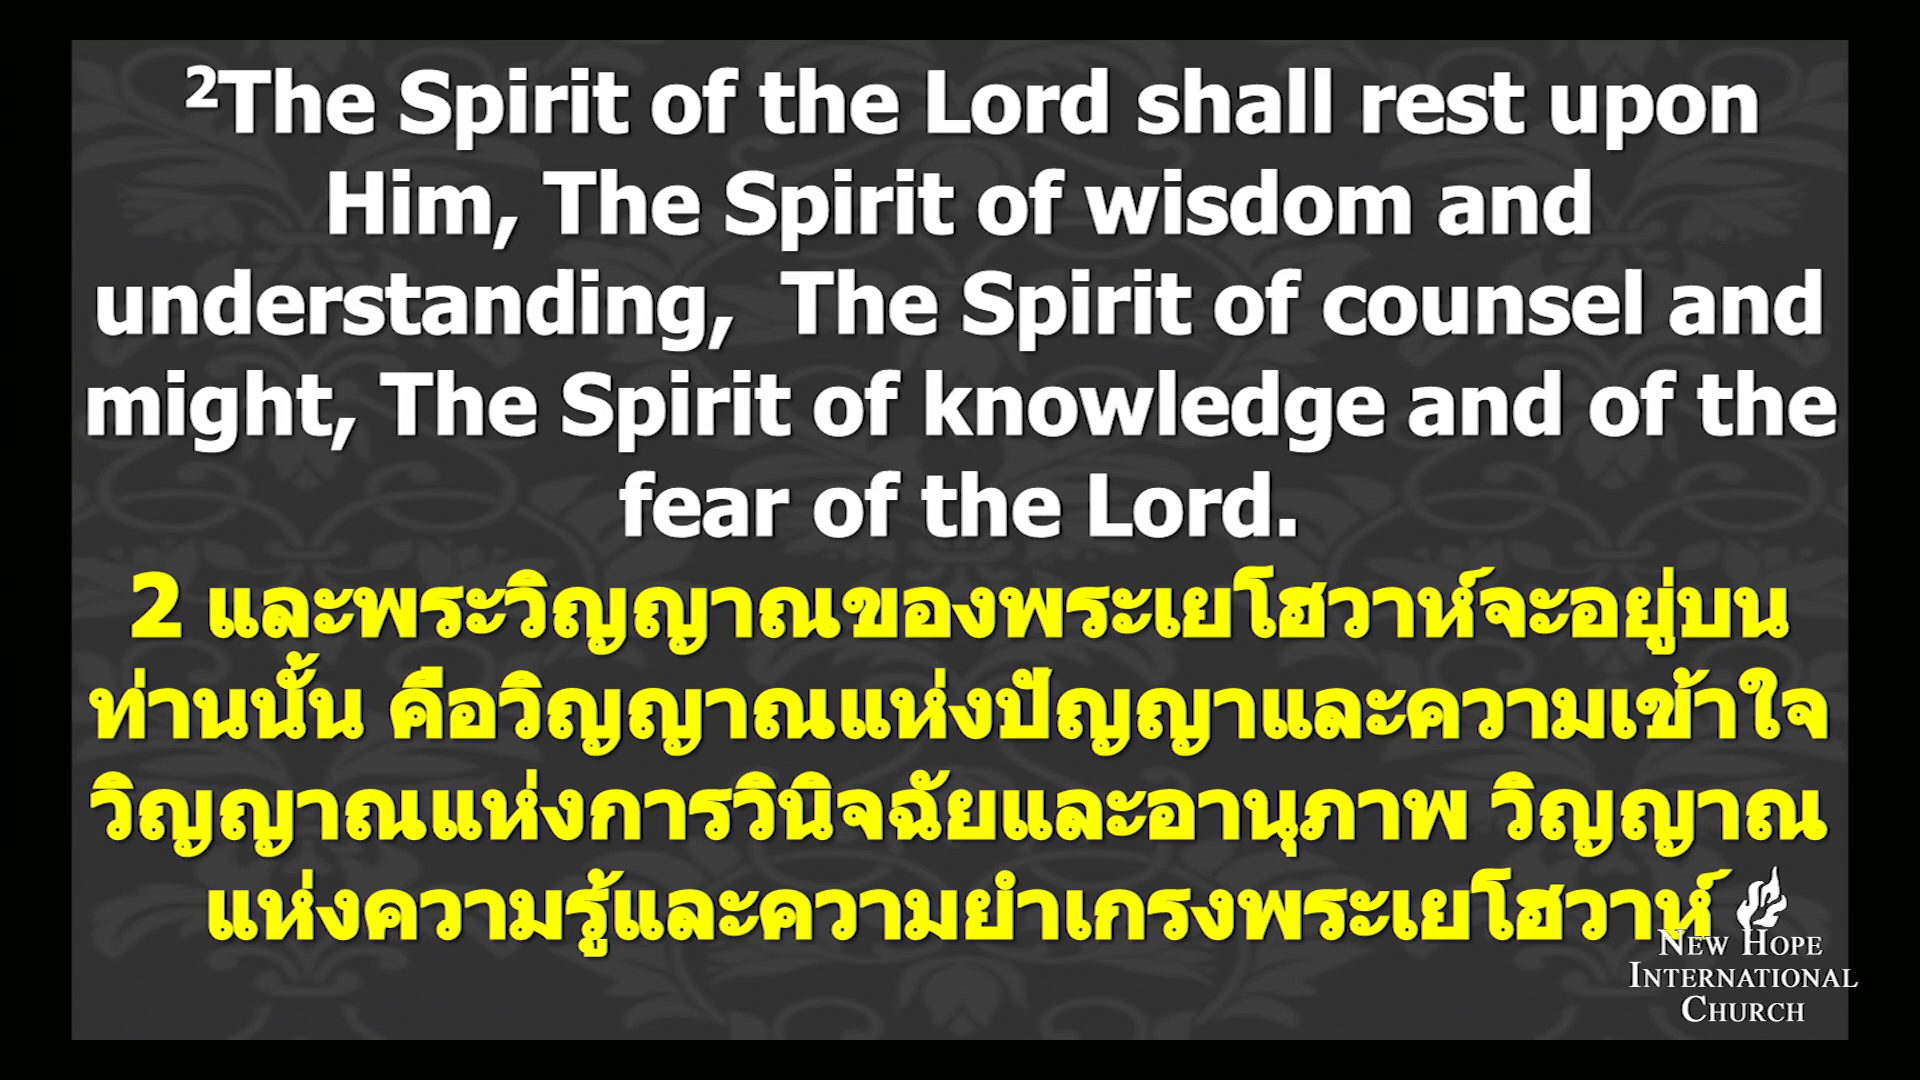 ²The Spirit of the Lord shall rest upon
Him, The Spirit of wisdom and
understanding, The Spirit of counsel and
might, The Spirit of knowledge and of the
fear of the Lord.
2 และพระวิญญาณของพระเยโฮวาห์จะอยู่บน
ท่านนั้น คือวิญญาณแห่งปัญญาและความเข้าใจ
วิญญาณแห่งการวินิจฉัยและอานุภาพ วิญญาณ
แห่งความรู้และความยำเกรงพระเยโฮวาห์
NEW HOPE
INTERNATIONAL
CHURCH